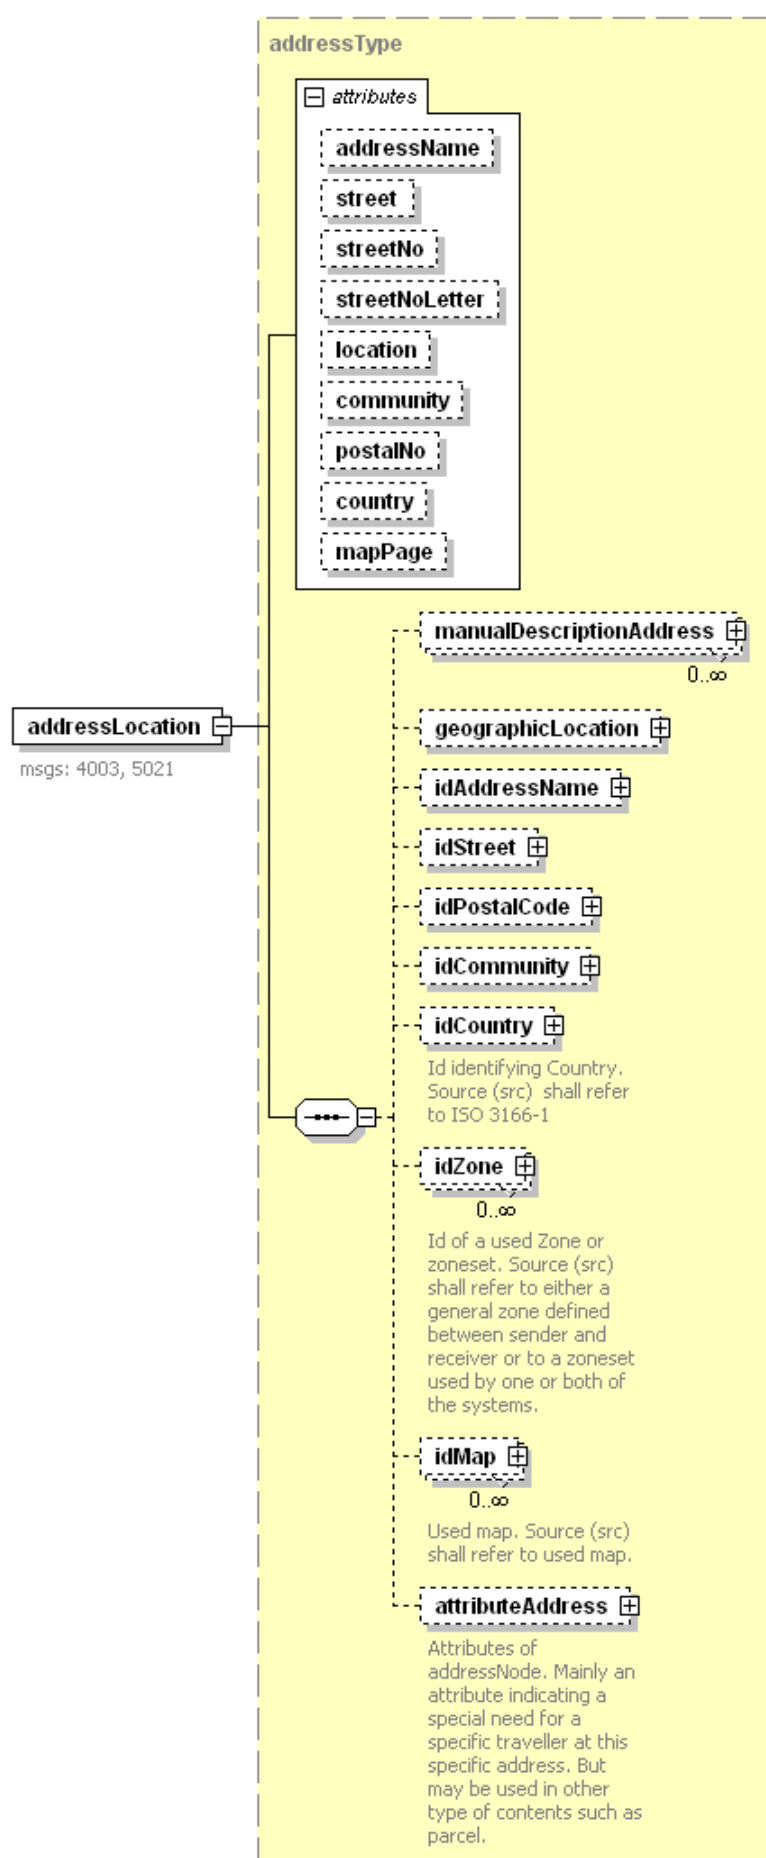 addressType
attributes
addressName
street
streetNo
streetNoLetter
location
community
postalNo
country
mapPage
manualDescriptionAddress
0..∞
addressLocation
msgs: 4003, 5021
geographicLocation
idAddressName
idStreet
idPostalCode
idCommunity
idCountry
Id identifying Country.
Source (src)  shall refer
to ISO 3166-1
idZone
0..∞
Id of a used Zone or
zoneset. Source (src)
shall refer to either a
general zone defined
between sender and
receiver or to a zoneset
used by one or both of
the systems.
idMap
0..∞
Used map. Source (src)
shall refer to used map.
attributeAddress
Attributes of
addressNode. Mainly an
attribute indicating a
special need for a
specific traveller at this
specific address. But
may be used in other
type of contents such as
parcel.